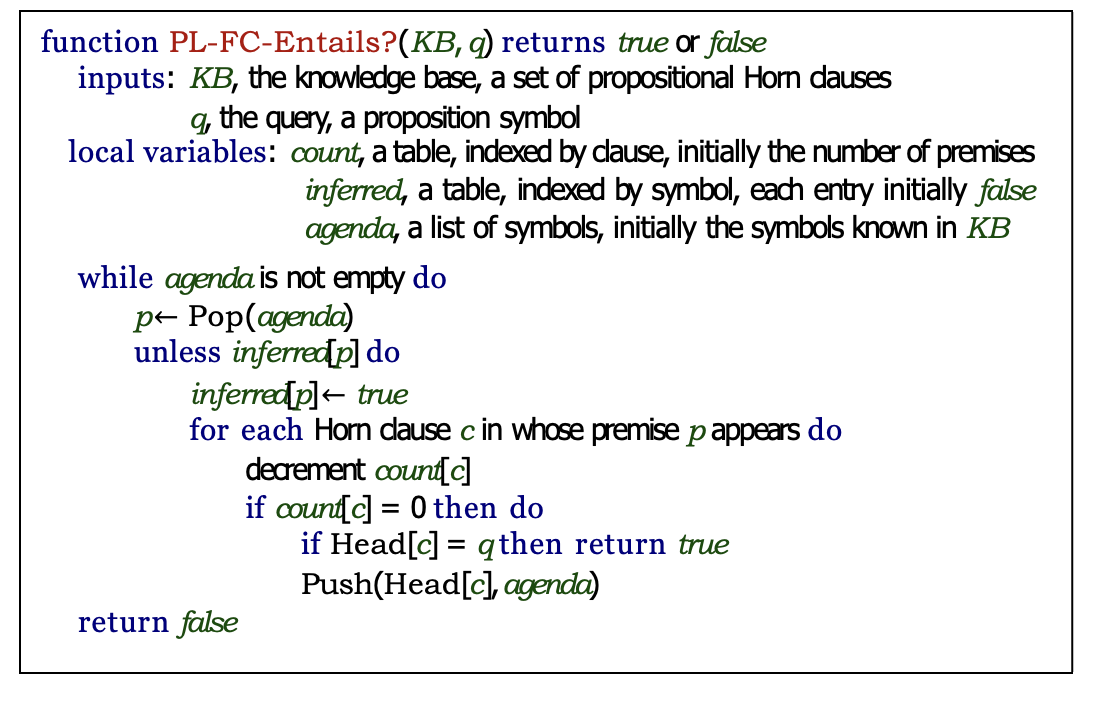 function PL-FC-Entails?(KB, q) returns true or false
inputs: KB, the knowledge base, a set of propositional Horn clauses
q, the query, a proposition symbol
local variables: count, a table, indexed by clause, initially the number of premises
inferred, a table, indexed by symbol, each entry initially false
agenda, a list of symbols, initially the symbols known in KB
while agenda is not empty do
p← Pop(agenda)
unless inferred[p] do
inferred[p]← true
for each Horn clause c in whose premise p appears do
decrement count[c]
if count[c] = 0 then do
if Head[c] = q then return true
Push(Head[c], agenda)
return false